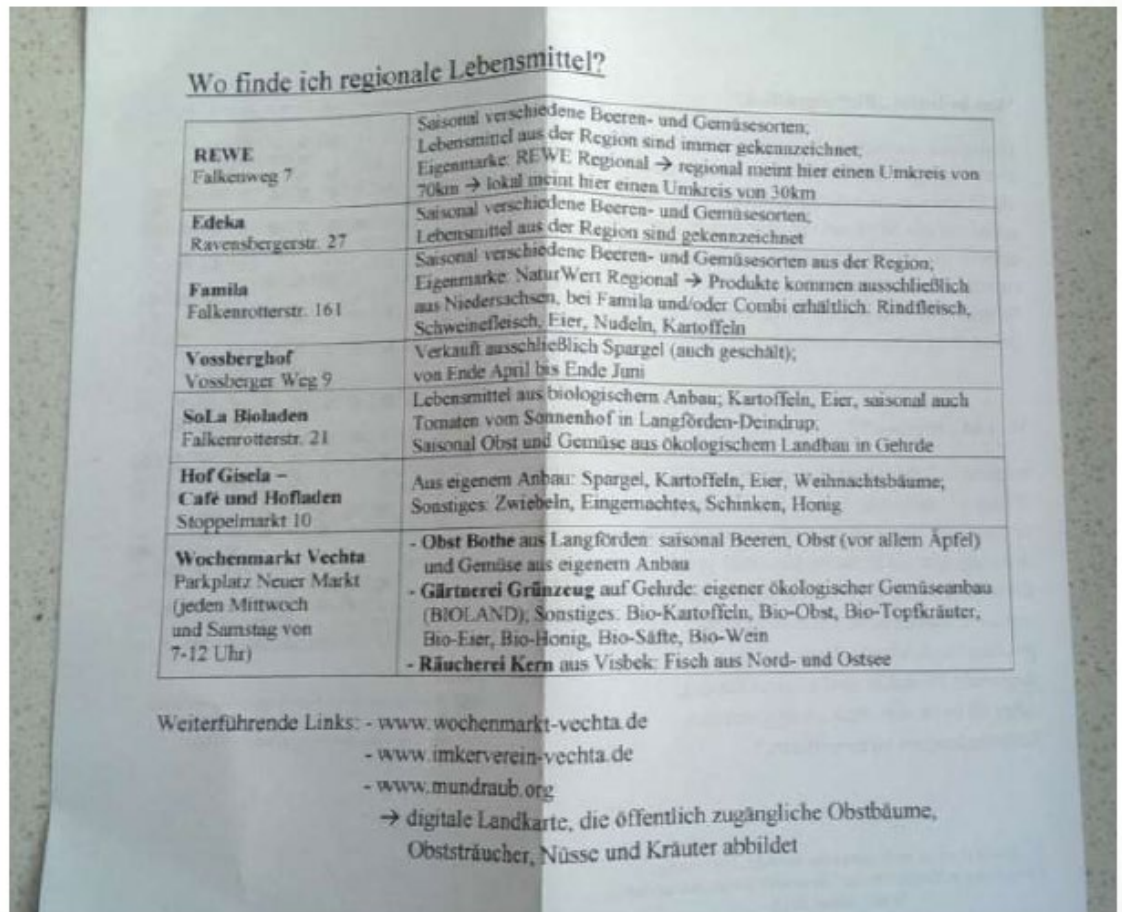 Wo finde ich regionale Lebensmittel?
REWE
Falkenweg 7
Saisonal verschiedene Beeren- und Gemüsesorten;
Lebensmittel aus der Region sind immer gekennzeichnet;
Eigenmarke: REWE Regional → regional meint hier einen Umkreis von
70km → lokal meint hier einen Umkreis von 30km
Edeka
Ravensbergerstr. 27
Saisonal verschiedene Beeren- und Gemüsesorten;
Lebensmittel aus der Region sind gekennzeichnet
Famila
Falkenrotterstr. 161
Saisonal verschiedene Beeren- und Gemüsesorten aus der Region;
Eigenmarke: NaturWert Regional → Produkte kommen ausschließlich
aus Niedersachsen, bei Famila und/oder Combi erhältlich: Rindfleisch,
Schweinefleisch, Eier, Nudeln, Kartoffeln
Vossberghof
Vossberger Weg 9
Verkauft ausschließlich Spargel (auch geschält);
von Ende April bis Ende Juni
SoLa Bioladen
Falkenrotterstr. 21
Lebensmittel aus biologischem Anbau; Kartoffeln, Eier, saisonal auch
Tomaten vom Sonnenhof in Langförden-Deindrup;
Saisonal Obst und Gemüse aus ökologischem Landbau in Gehrde
Hof Gisela –
Café und Hofladen
Stoppelmarkt 10
Aus eigenem Anbau: Spargel, Kartoffeln, Eier, Weihnachtsbäume;
Sonstiges: Zwiebeln, Eingemachtes, Schinken, Honig
Wochenmarkt Vechta
Parkplatz Neuer Markt
(jeden Mittwoch
und Samstag von
7-12 Uhr)
- Obst Bothe aus Langförden: saisonal Beeren, Obst (vor allem Äpfel)
und Gemüse aus eigenem Anbau
- Gärtnerei Grünzeug auf Gehrde: eigener ökologischer Gemüseanbau
(BIOLAND); Sonstiges: Bio-Kartoffeln, Bio-Obst, Bio-Topfkräuter,
Bio-Eier, Bio-Honig, Bio-Säfte, Bio-Wein
- Räucherei Kern aus Visbek: Fisch aus Nord- und Ostsee
Weiterführende Links: - www.wochenmarkt-vechta.de
- www.imkerverein-vechta.de
- www.mundraub.org
→ digitale Landkarte, die öffentlich zugängliche Obstbäume,
Obststräucher, Nüsse und Kräuter abbildet